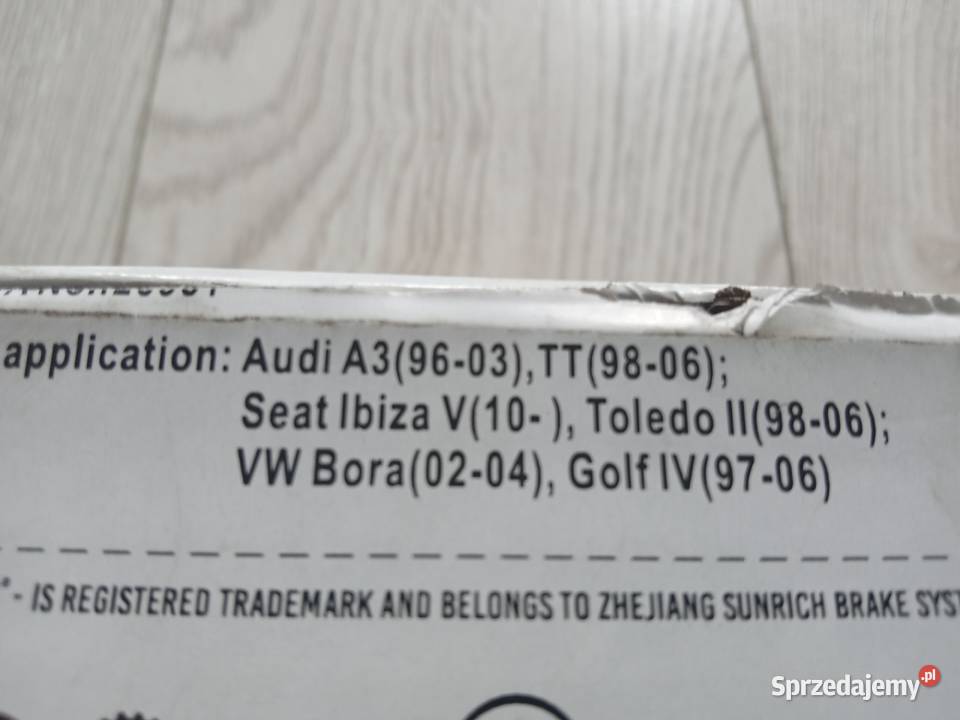 application: Audi A3(96-03),TT(98-06);
Seat Ibiza V(10- ), Toledo II(98-06);
VW Bora(02-04), Golf IV(97-06)
- IS REGISTERED TRADEMARK AND BELONGS TO ZHEJIANG SUNRICH BRAKE SYST
Sprzedajemy.pl